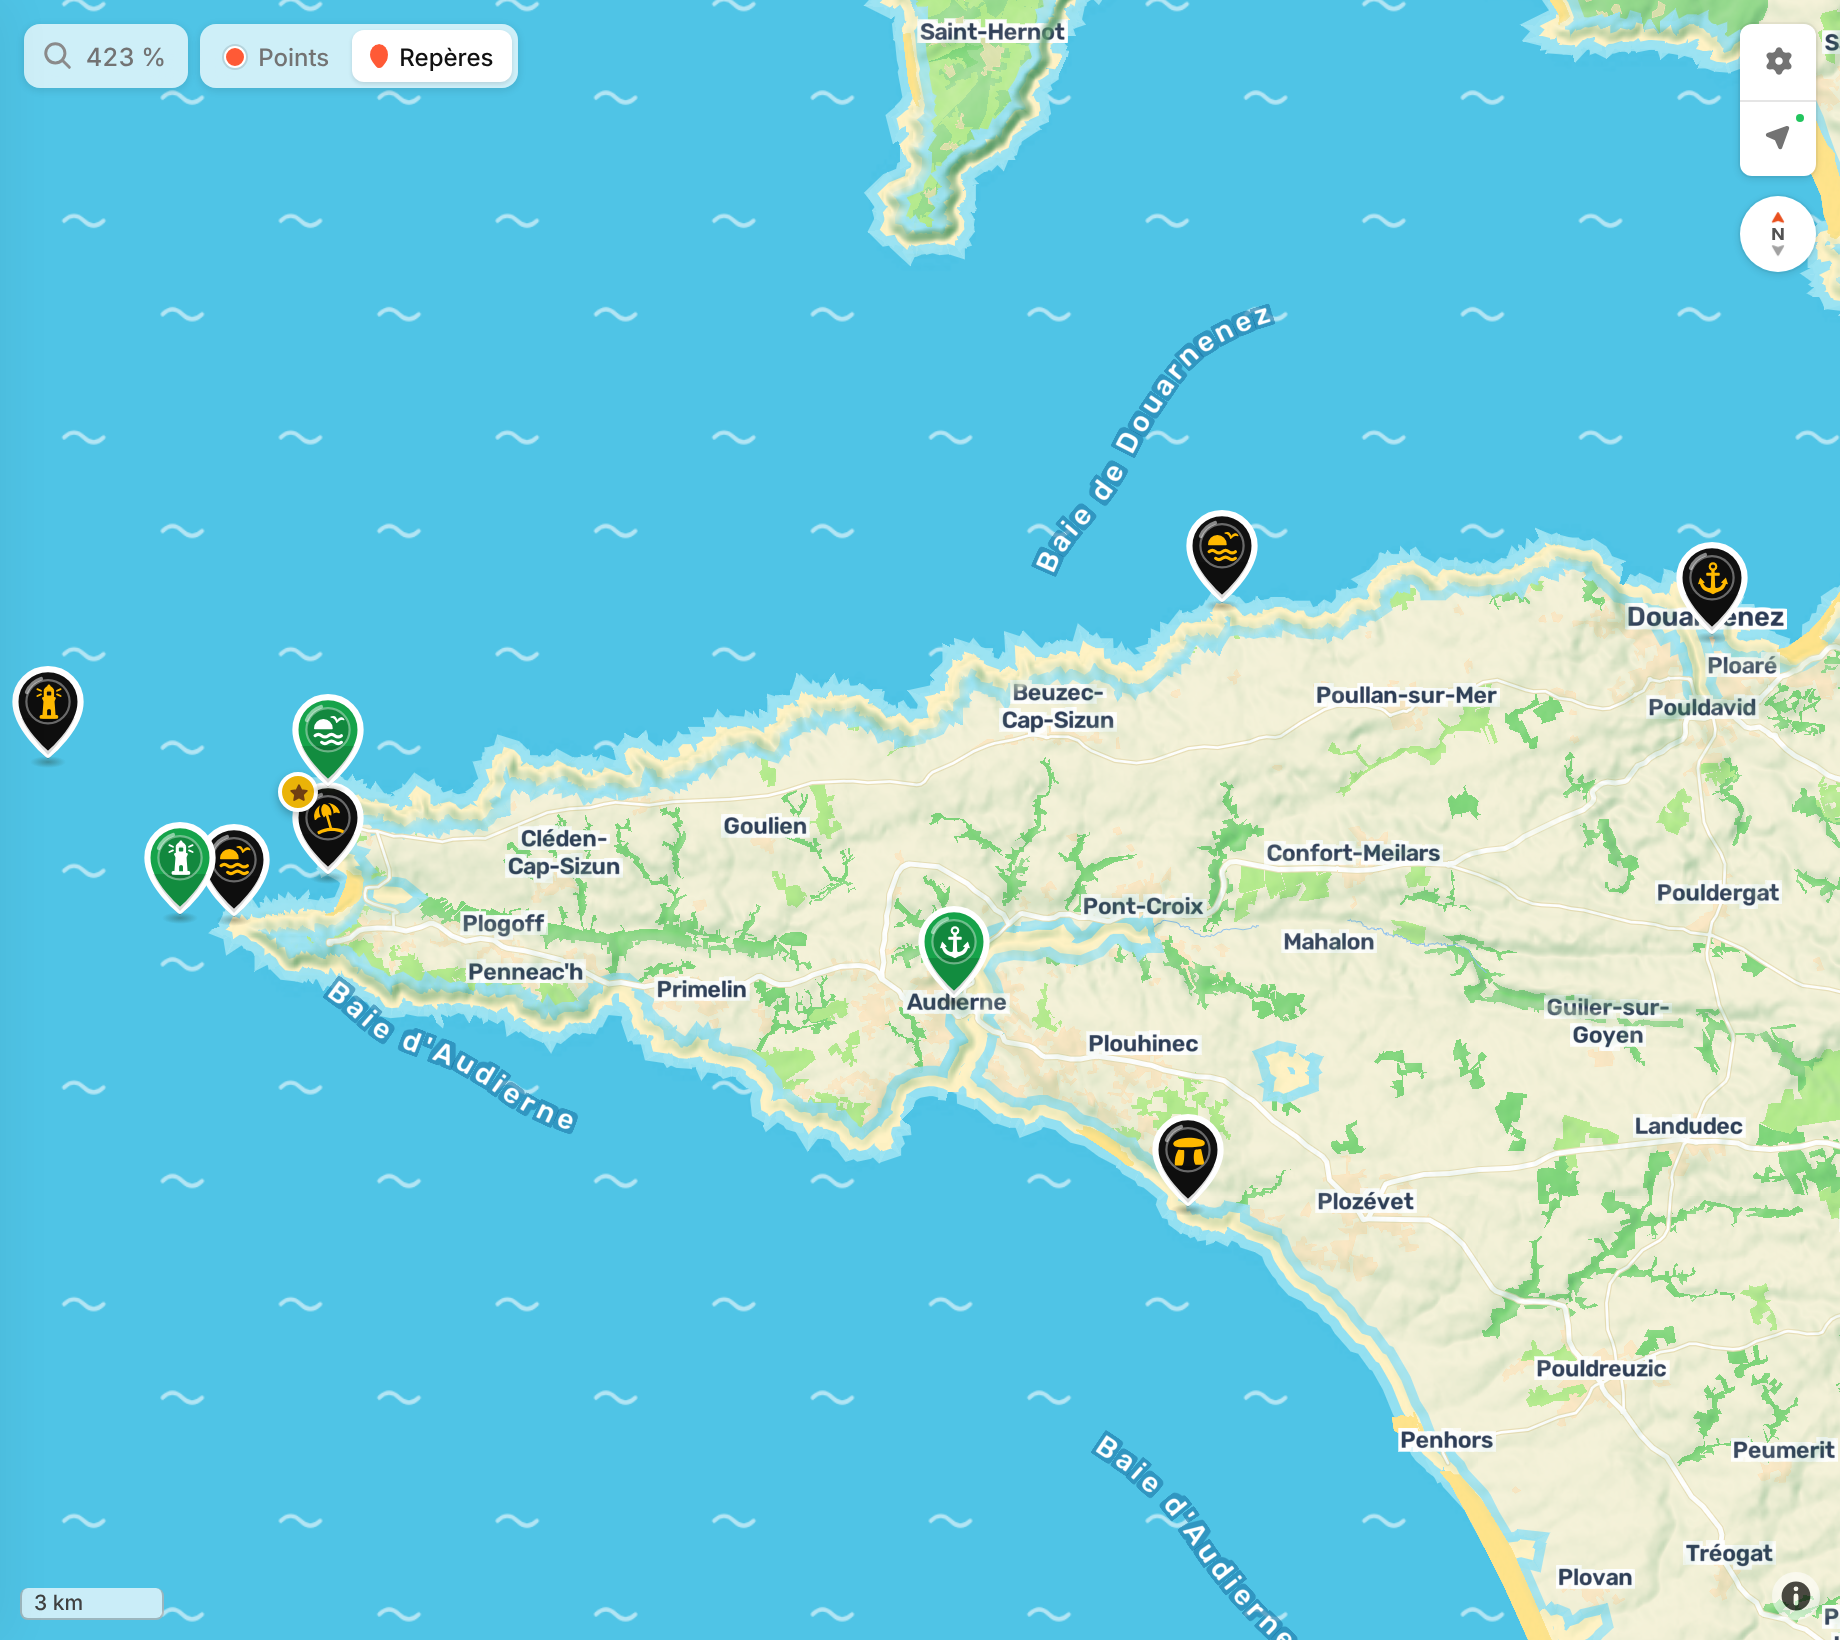 423 %
Points
Repères
Saint-Hernot
N
Baie de Douarnenez
Ploaré
Pouldavid
Poullan-sur-Mer
Beuzec-
Cap-Sizun
Goulien
Cléden-
Cap-Sizun
Confort-Meilars
Pouldergat
Plogoff
Pont-Croix
Mahalon
Penneac'h
Primelin
Audierne
Guiler-sur-
Goyen
Baie d'Audierne
Plouhinec
Landudec
Plozévet
Pouldreuzic
Penhors
Peumerit
Baie d'Audierne
Tréogat
Plovan
3 km